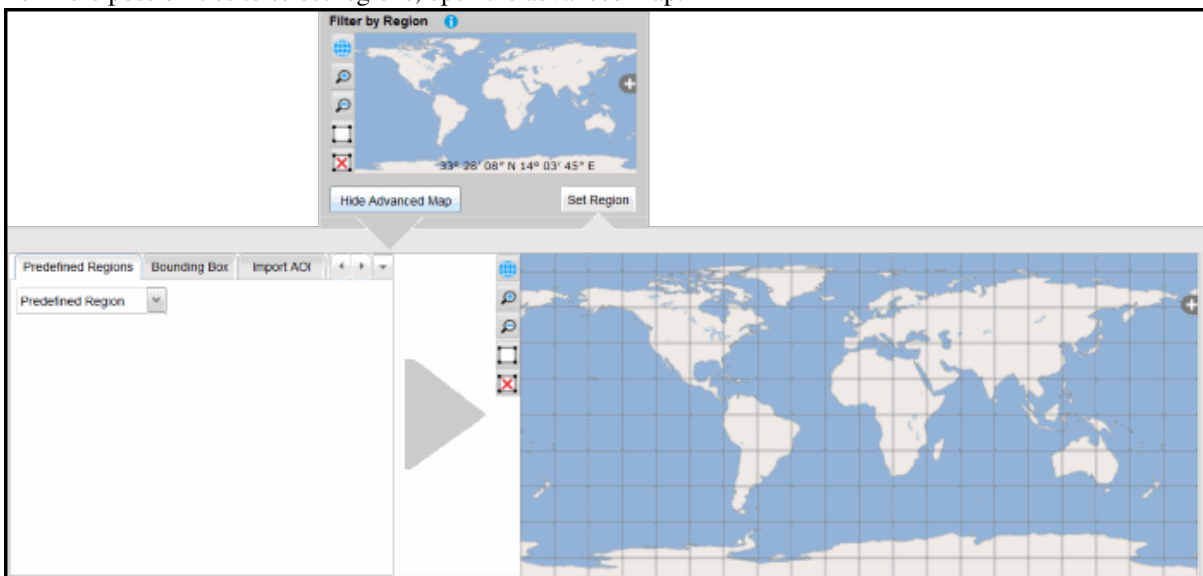 Filter by Region
33° 28' 08" N 14° 03' 45" E
Hide Advanced Map
Set Region
Predefined Regions
Bounding Box
Import AOI
Predefined Region